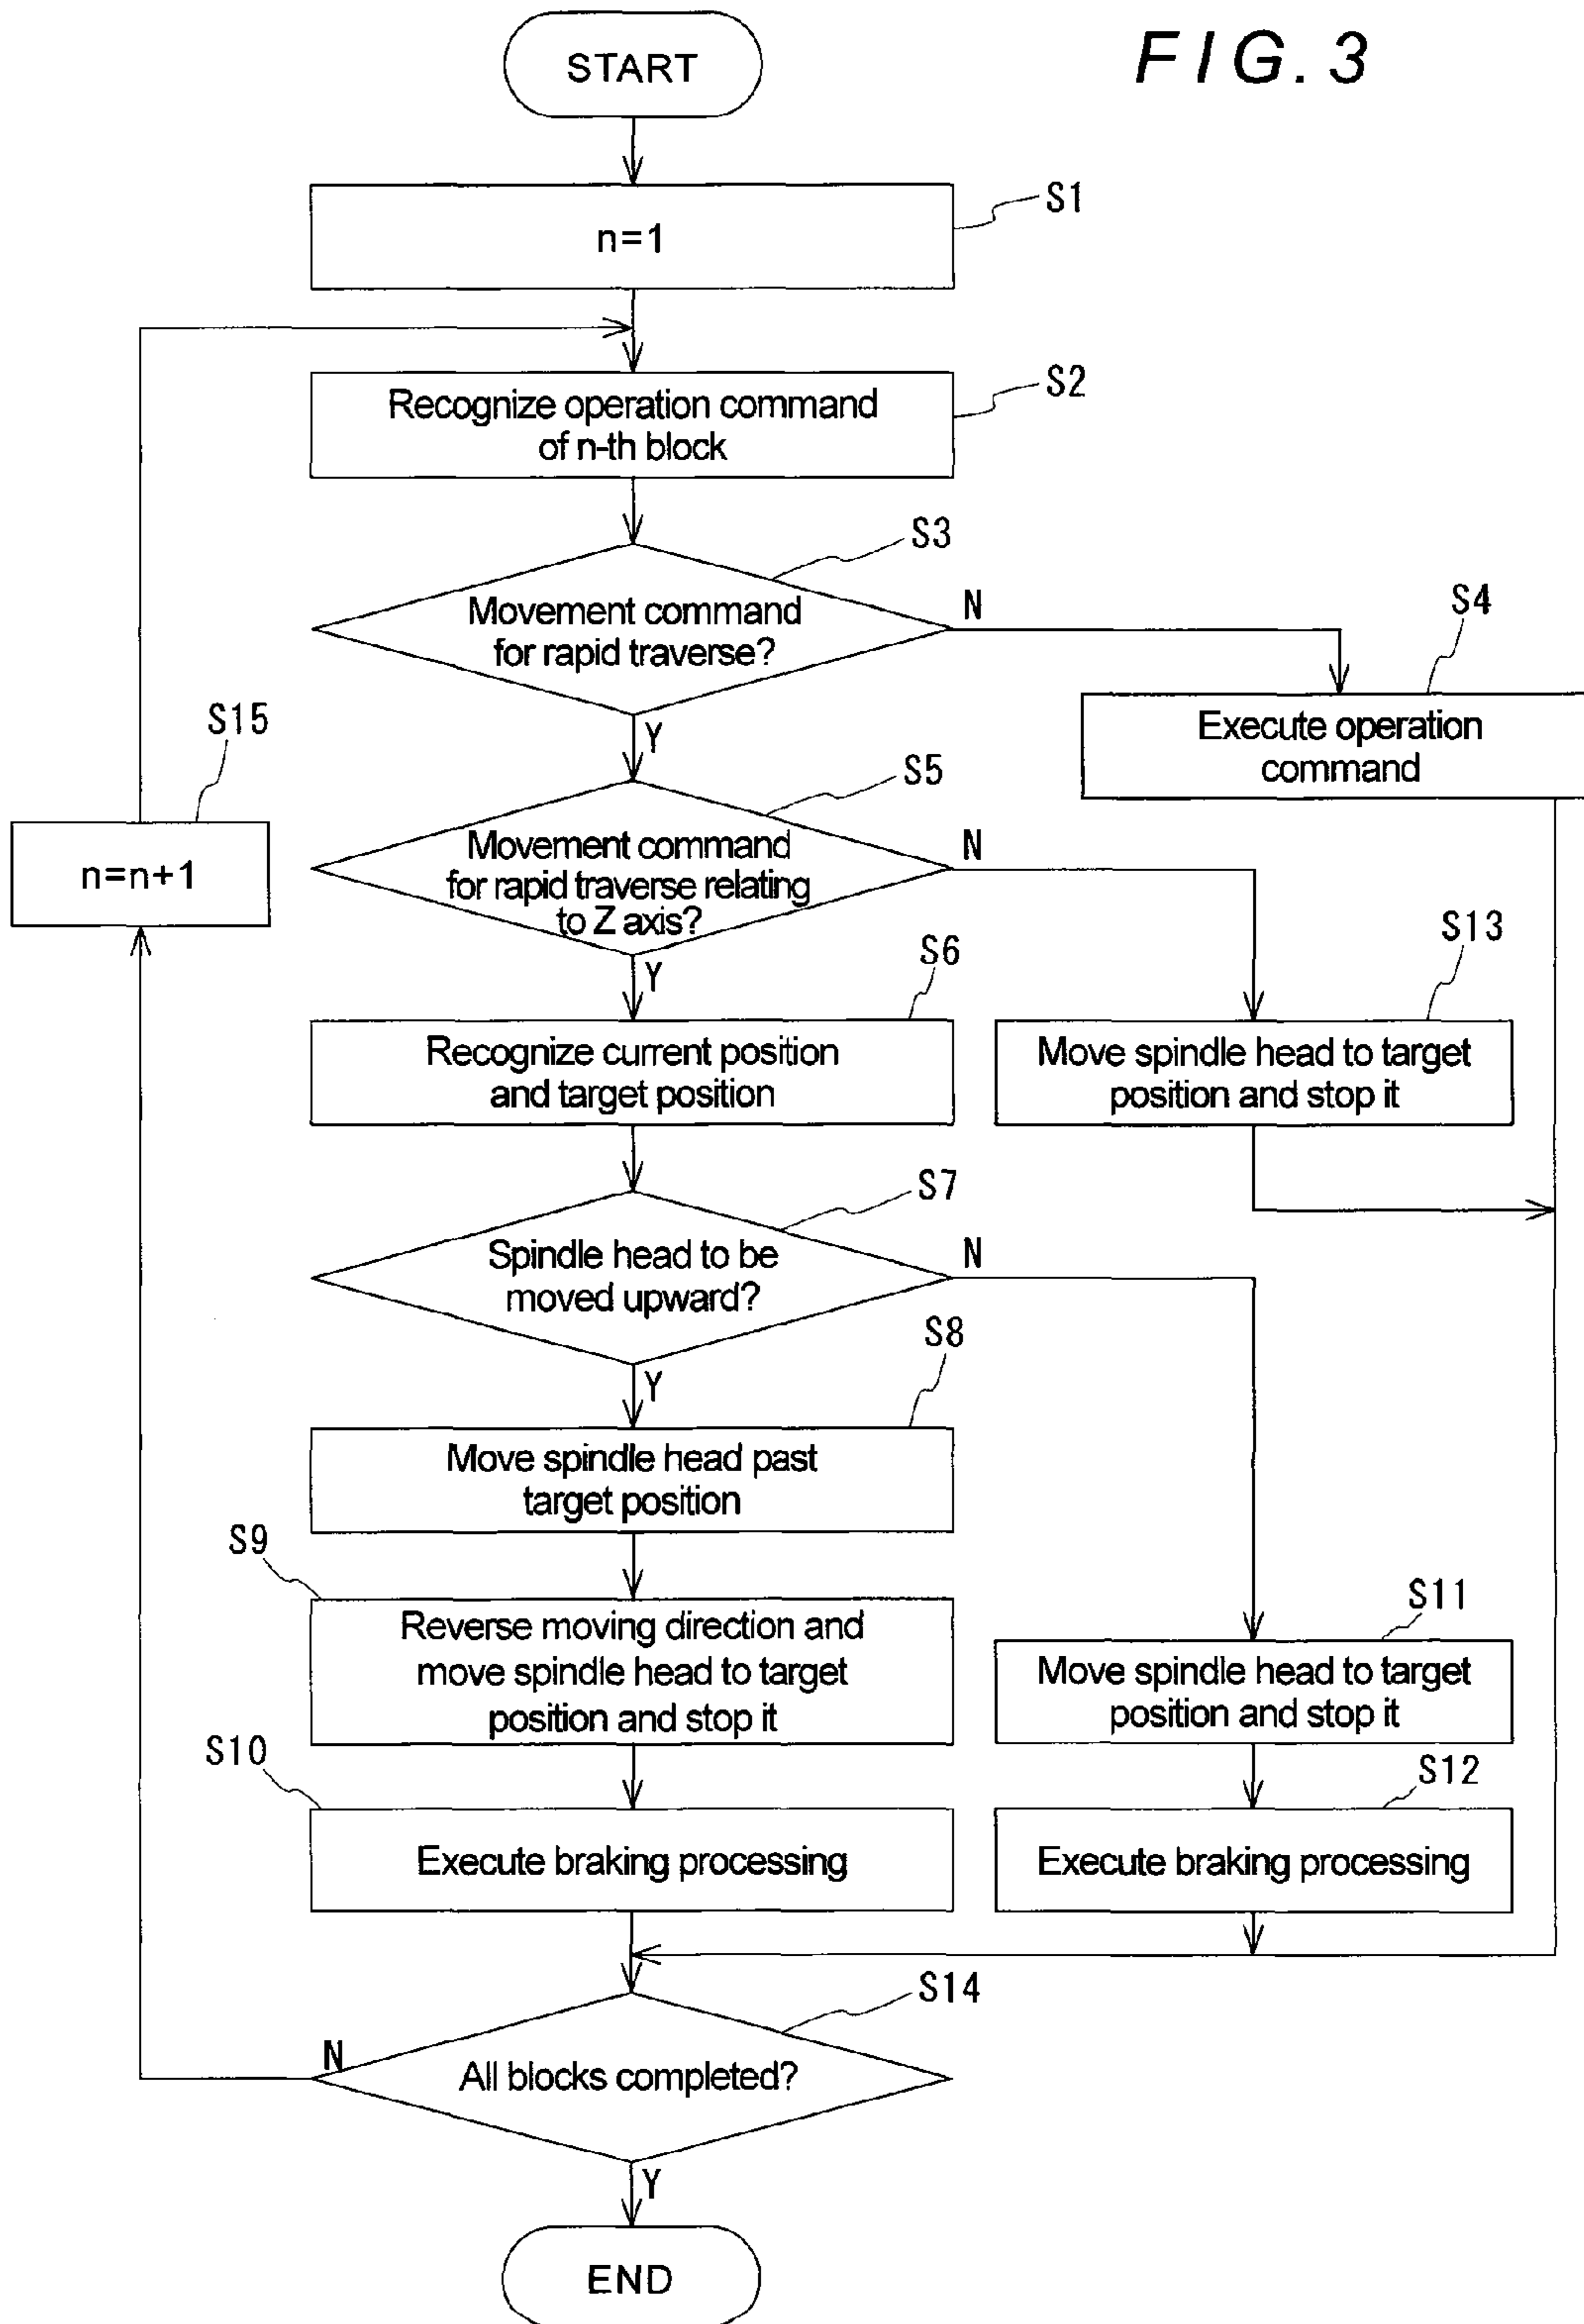 FIG. 3
START
S1
n=1
S2
Recognize operation command
of n-th block
S3
Movement command
for rapid traverse?
N
Y
S4
Execute operation
command
S15
n=n+1
S5
Movement command
for rapid traverse relating
to Z axis?
N
Y
S13
Move spindle head to target
position and stop it
S6
Recognize current position
and target position
S7
Spindle head to be
moved upward?
N
Y
S8
Move spindle head past
target position
S9
Reverse moving direction and
move spindle head to target
position and stop it
S11
Move spindle head to target
position and stop it
S10
Execute braking processing
S12
Execute braking processing
S14
All blocks completed?
N
Y
END